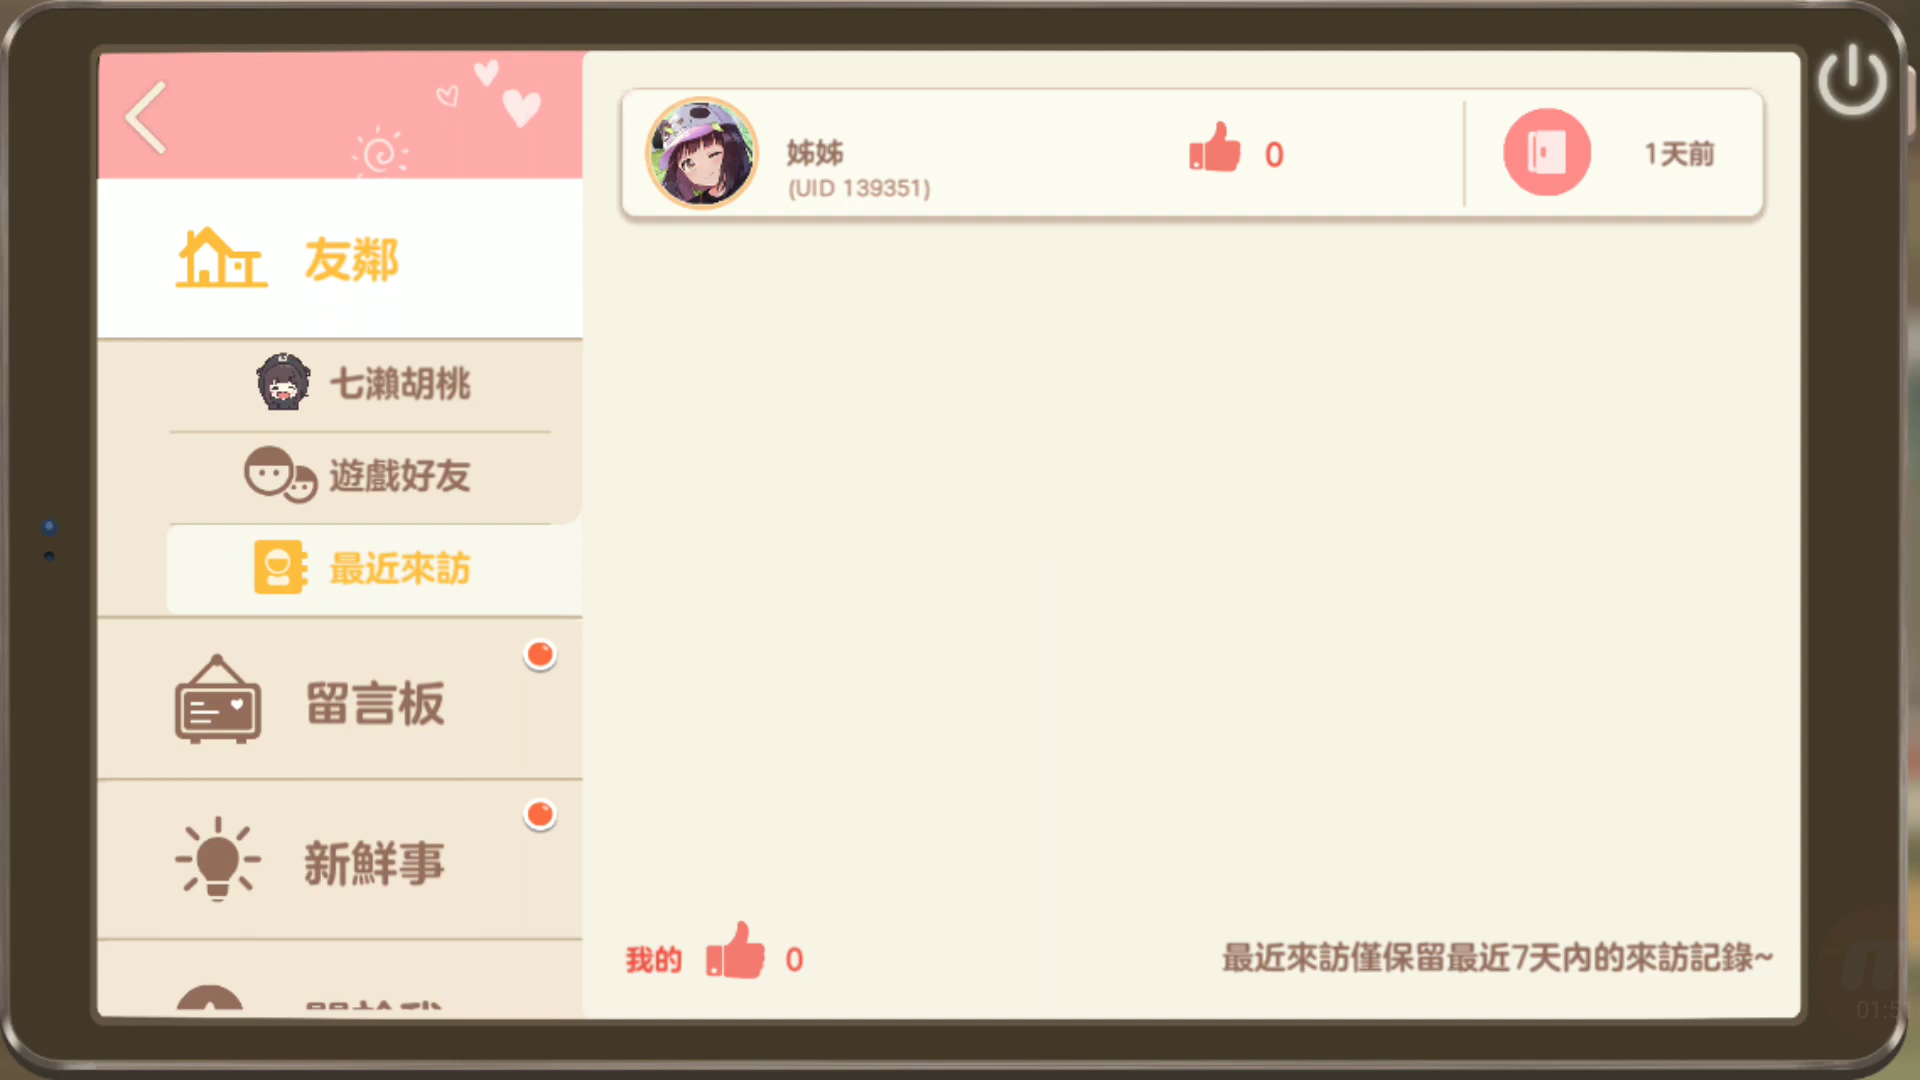 友鄰
七瀨胡桃
遊戲好友
最近來訪
留言板
新鮮事
姊姊
(UID 139351)
0
1天前
我的 0
最近來訪僅保留最近7天內的來訪記錄~